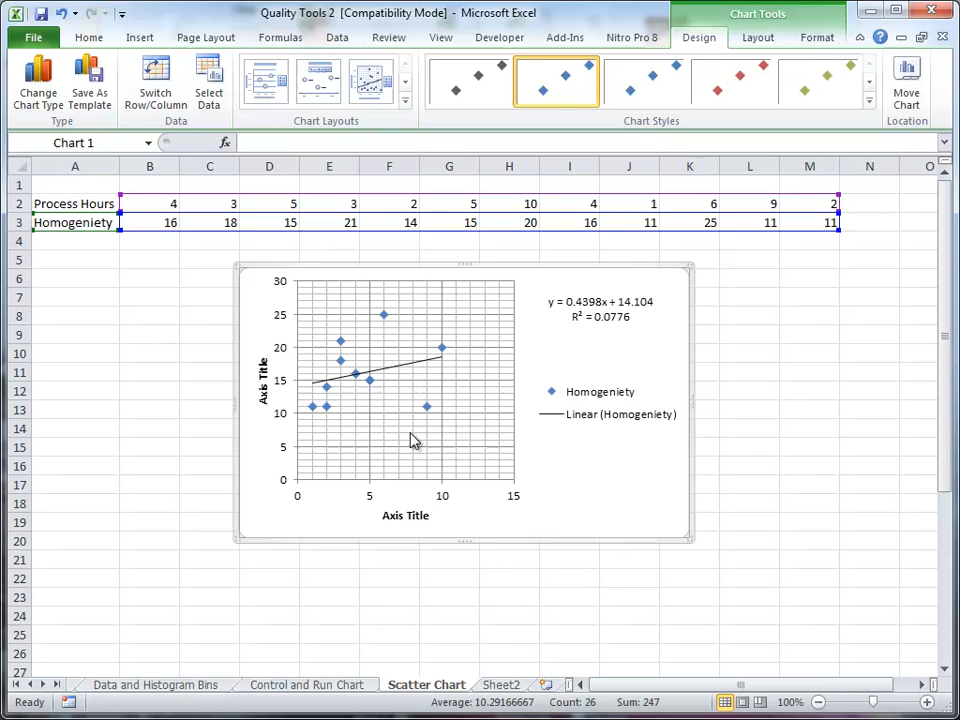 Quality Tools 2 [Compatibility Mode] - Microsoft Excel
Chart Tools
File Home Insert Page Layout Formulas Data Review View Developer Add-Ins Nitro Pro 8 Design Layout Format
Change Chart Type
Save As Template
Switch Row/Column
Select Data
Move Chart
Type Data Chart Layouts Chart Styles Location
Chart 1 fx
A B C D E F G H I J K L M N O
1
2 Process Hours 4 3 5 3 2 5 10 4 1 6 9 2
3 Homogeniety 16 18 15 21 14 15 20 16 11 25 11 11
4
5
6
7
8
9
10
11
12
13
14
15
16
17
18
19
20
21
22
23
24
25
26
27
30
25
20
15
10
5
0
Axis Title
0 5 10 15
Axis Title
y = 0.4398x + 14.104
R² = 0.0776
Homogeniety
Linear (Homogeniety)
Data and Histogram Bins Control and Run Chart Scatter Chart Sheet2
Ready Average: 10.29166667 Count: 26 Sum: 247 100%